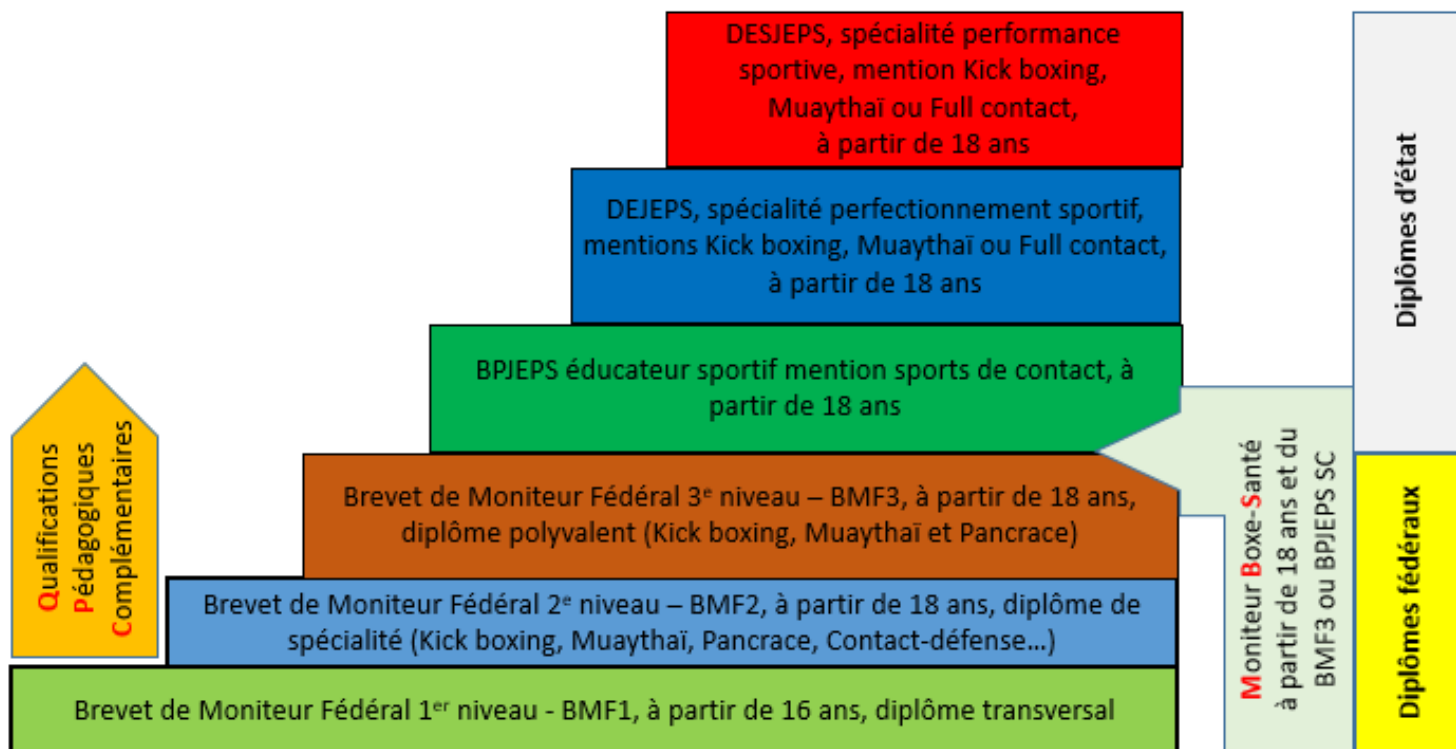 DESJEPS, spécialité performance
sportive, mention Kick boxing,
Muaythaï ou Full contact,
à partir de 18 ans
DEJEPS, spécialité perfectionnement sportif,
mentions Kick boxing, Muaythaï ou Full contact,
à partir de 18 ans
BPJEPS éducateur sportif mention sports de contact, à
partir de 18 ans
Brevet de Moniteur Fédéral 3e niveau – BMF3, à partir de 18 ans,
diplôme polyvalent (Kick boxing, Muaythaï et Pancrace)
Brevet de Moniteur Fédéral 2e niveau – BMF2, à partir de 18 ans, diplôme de
spécialité (Kick boxing, Muaythaï, Pancrace, Contact-défense…)
Brevet de Moniteur Fédéral 1er niveau - BMF1, à partir de 16 ans, diplôme transversal
Qualifications
Pédagogiques
Complémentaires
Moniteur Boxe-Santé
à partir de 18 ans et du
BMF3 ou BPJEPS SC
Diplômes d’état
Diplômes fédéraux